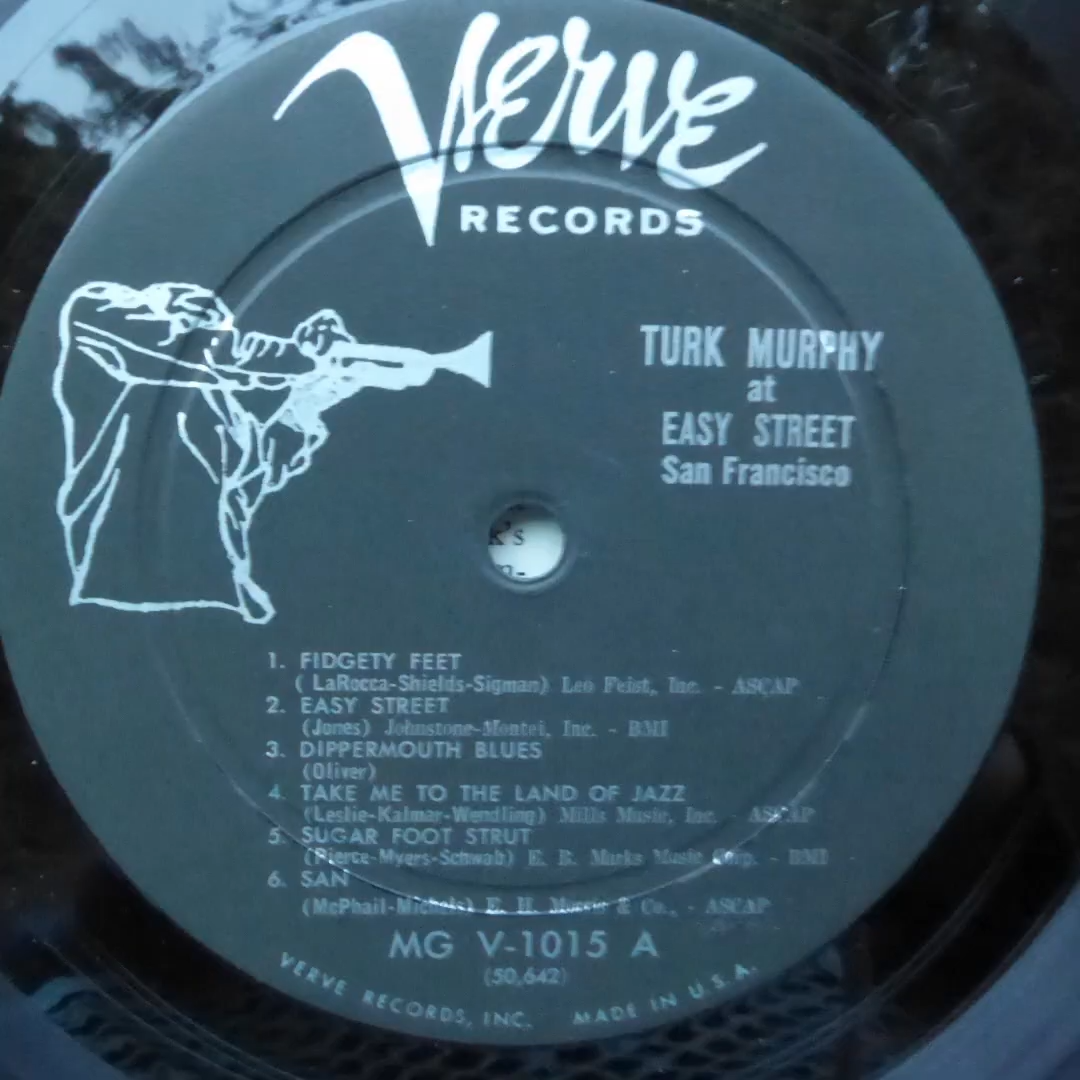 Verve
RECORDS
TURK MURPHY
at
EASY STREET
San Francisco
k's
1. FIDGETY FEET
( LaRocca-Shields-Sigman) Leo Feist, Inc. - ASCAP
2. EASY STREET
(Jones) Johnstone-Montei, Inc. - BMI
3. DIPPERMOUTH BLUES
(Oliver)
4. TAKE ME TO THE LAND OF JAZZ
(Leslie-Kalmar-Wendling) Mills Music, Inc. - ASCAP
5. SUGAR FOOT STRUT
(Pierce-Myers-Schwab) E. B. Marks Music Corp. - BMI
6. SAN
(McPhail-Michels) E. H. Morris & Co., - ASCAP
MG V-1015 A
(50,642)
VERVE RECORDS, INC. MADE IN U.S.A.